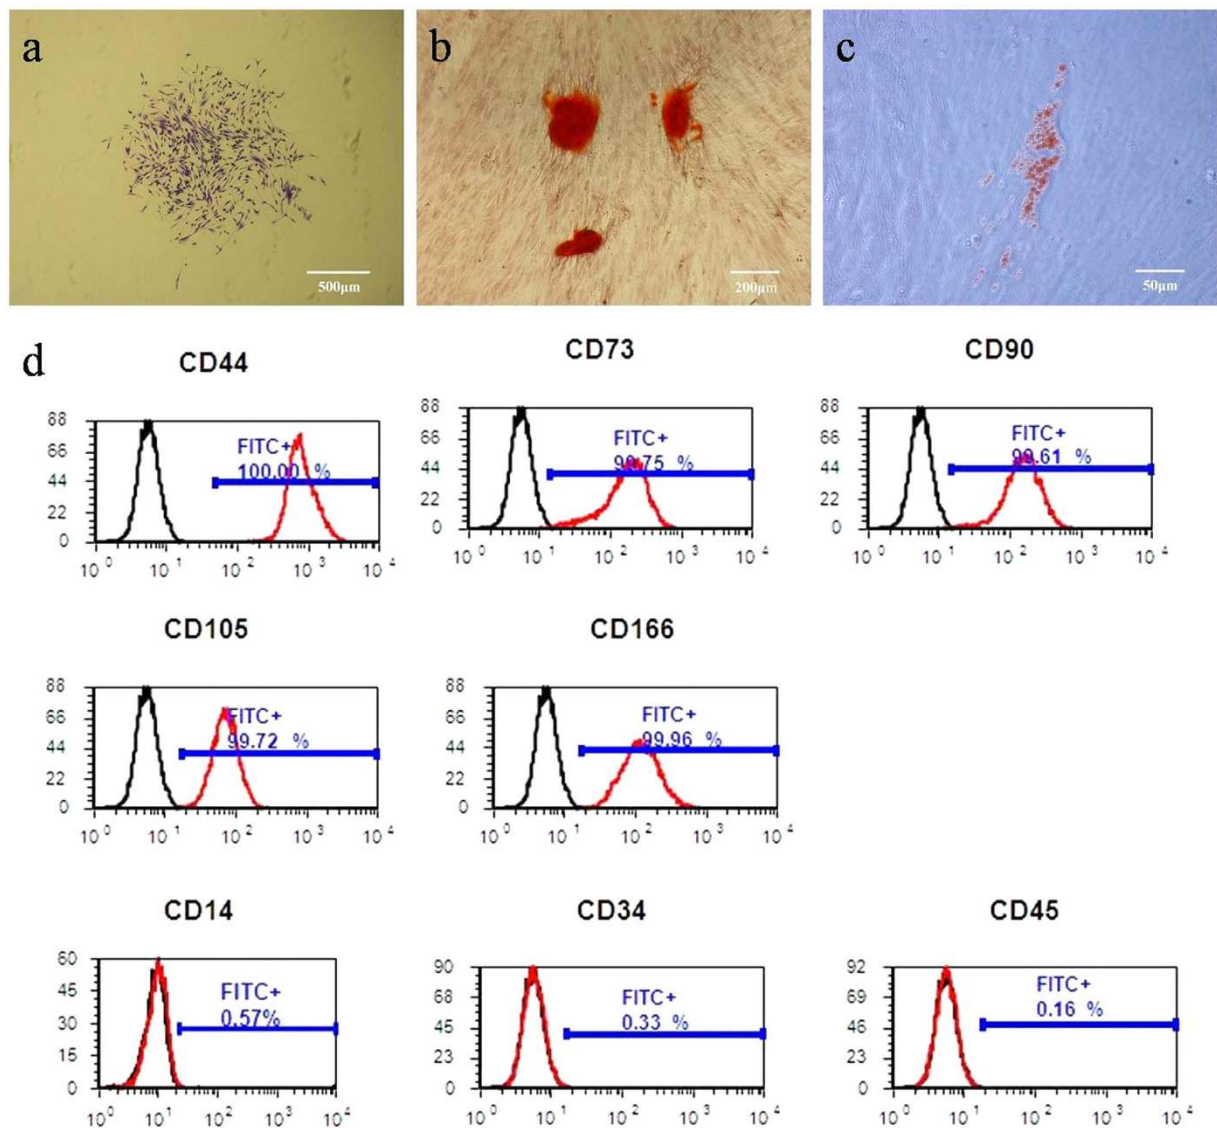 a
b
c
500μm
200μm
50μm
d
CD44
CD73
CD90
88
66
44
22
0
FITC+
100.00 %
10⁰ 10¹ 10² 10³ 10⁴
88
66
44
22
0
FITC+
%
10⁰ 10¹ 10² 10³ 10⁴
88
66
44
22
0
FITC+
99.61 %
10⁰ 10¹ 10² 10³ 10⁴
CD105
CD166
88
66
44
22
0
FITC+
99.72 %
10⁰ 10¹ 10² 10³ 10⁴
88
66
44
22
0
FITC+
99.96 %
10⁰ 10¹ 10² 10³ 10⁴
CD14
CD34
CD45
60
45
30
15
0
FITC+
0.57%
10⁰ 10¹ 10² 10³ 10⁴
90
68
45
23
0
FITC+
0.33 %
10⁰ 10¹ 10² 10³ 10⁴
92
69
46
23
0
FITC+
0.16 %
10⁰ 10¹ 10² 10³ 10⁴